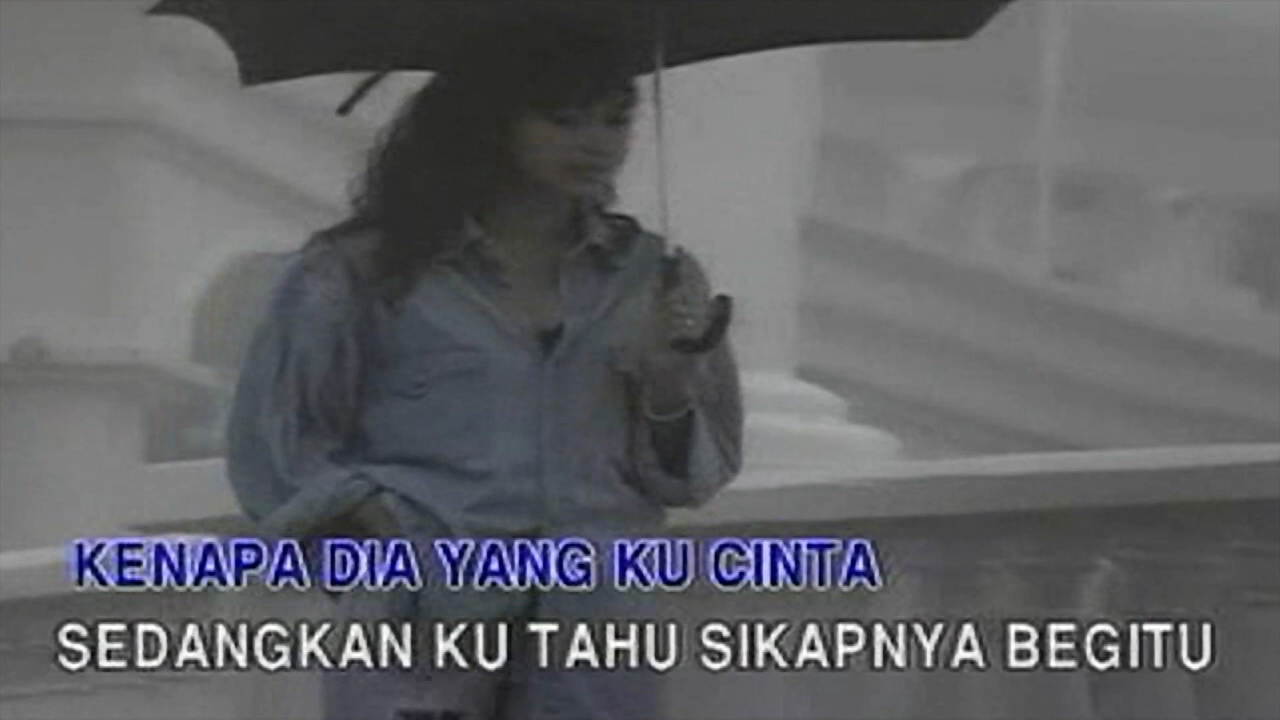 KENAPA DIA YANG KU CINTA
SEDANGKAN KU TAHU SIKAPNYA BEGITU